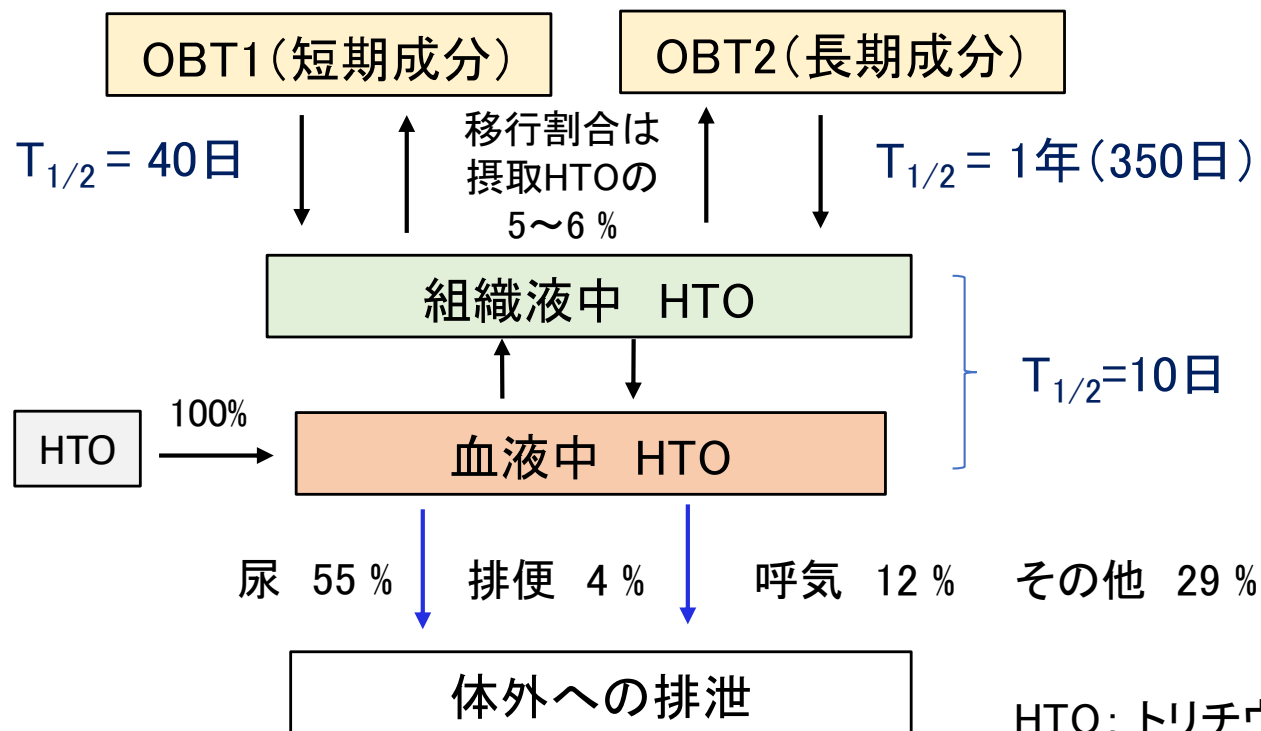 OBT1(短期成分)
OBT2(長期成分)
T1/2 = 40日
移行割合は
摂取HTOの
5～6 %
T1/2 = 1年(350日)
組織液中 HTO
T1/2=10日
HTO
100%
血液中 HTO
尿 55 % 排便 4 % 呼気 12 % その他 29 %
体外への排泄
HTO: トリチ